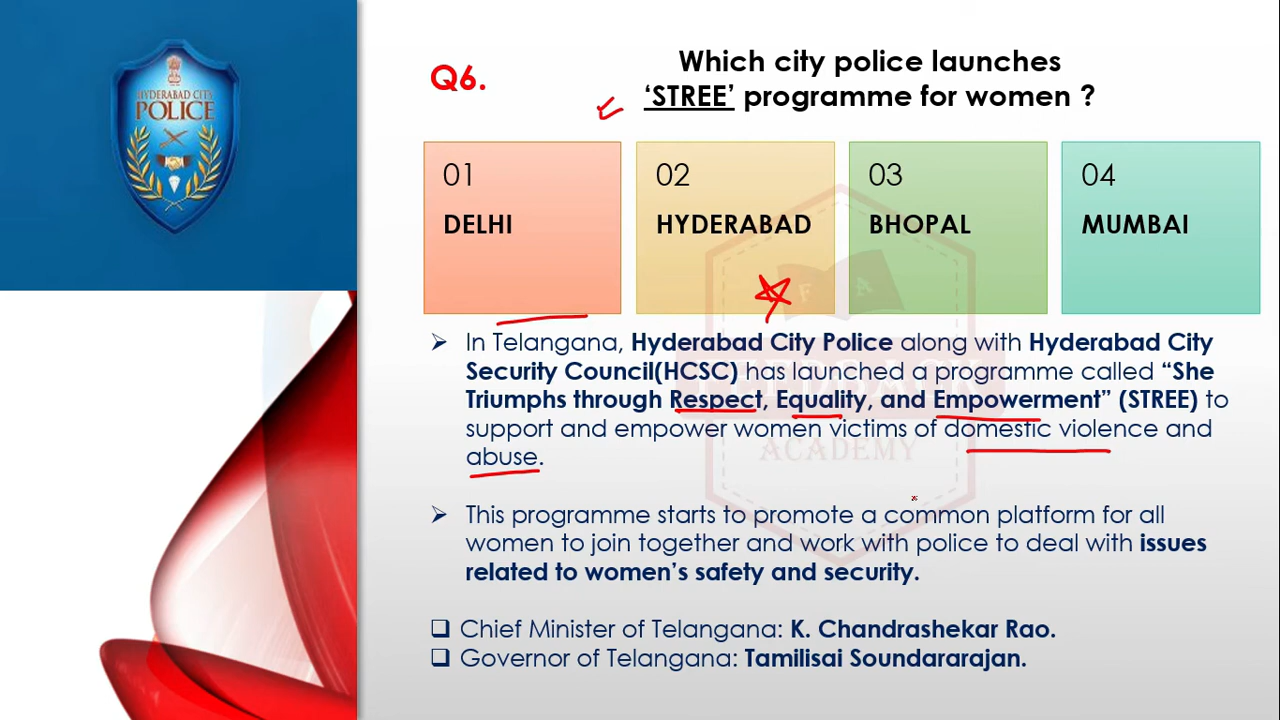 HYDERABAD CITY
POLICE
Q6.
Which city police launches
‘STREE’ programme for women ?
01
DELHI
02
HYDERABAD
03
BHOPAL
04
MUMBAI
F A
ACADEMY
➢ In Telangana, Hyderabad City Police along with Hyderabad City
Security Council(HCSC) has launched a programme called “She
Triumphs through Respect, Equality, and Empowerment” (STREE) to
support and empower women victims of domestic violence and
abuse.
➢ This programme starts to promote a common platform for all
women to join together and work with police to deal with issues
related to women’s safety and security.
❑ Chief Minister of Telangana: K. Chandrashekar Rao.
❑ Governor of Telangana: Tamilisai Soundararajan.